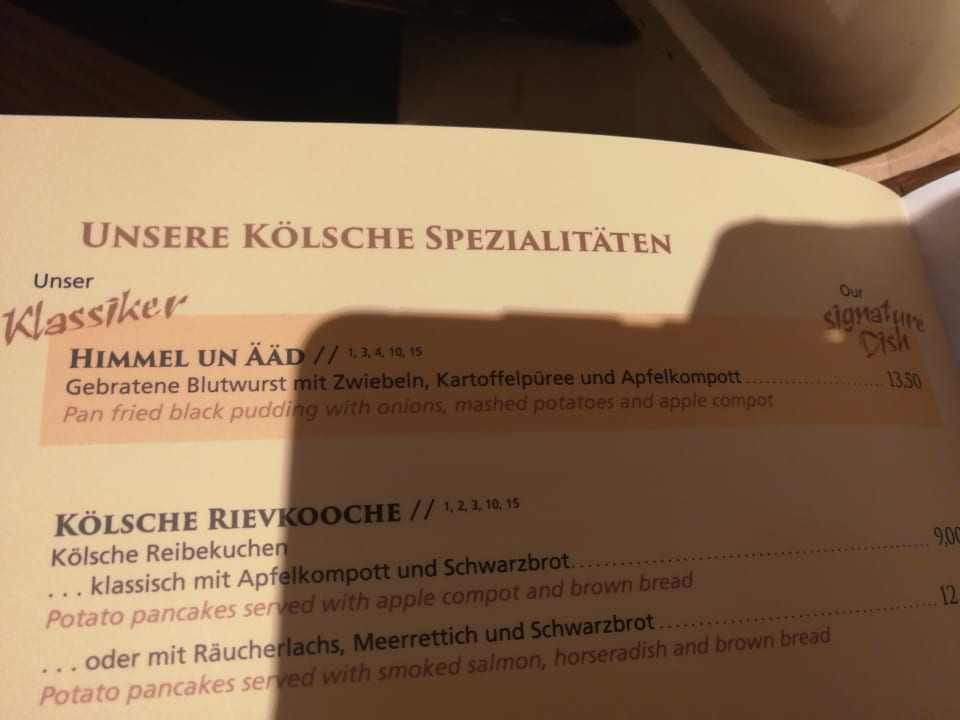 UNSERE KÖLSCHE SPEZIALITÄTEN
Unser
Klassiker
Our
signature
Dish
HIMMEL UN ÄÄD // 1, 3, 4, 10, 15
Gebratene Blutwurst mit Zwiebeln, Kartoffelpüree und Apfelkompott ........................ 13,50
Pan fried black pudding with onions, mashed potatoes and apple compot
KÖLSCHE RIEVKOOCHE // 1, 2, 3, 10, 15
Kölsche Reibekuchen
... klassisch mit Apfelkompott und Schwarzbrot................................................ 9,00
Potato pancakes served with apple compot and brown bread
... oder mit Räucherlachs, Meerrettich und Schwarzbrot ........................................ 12
Potato pancakes served with smoked salmon, horseradish and brown bread